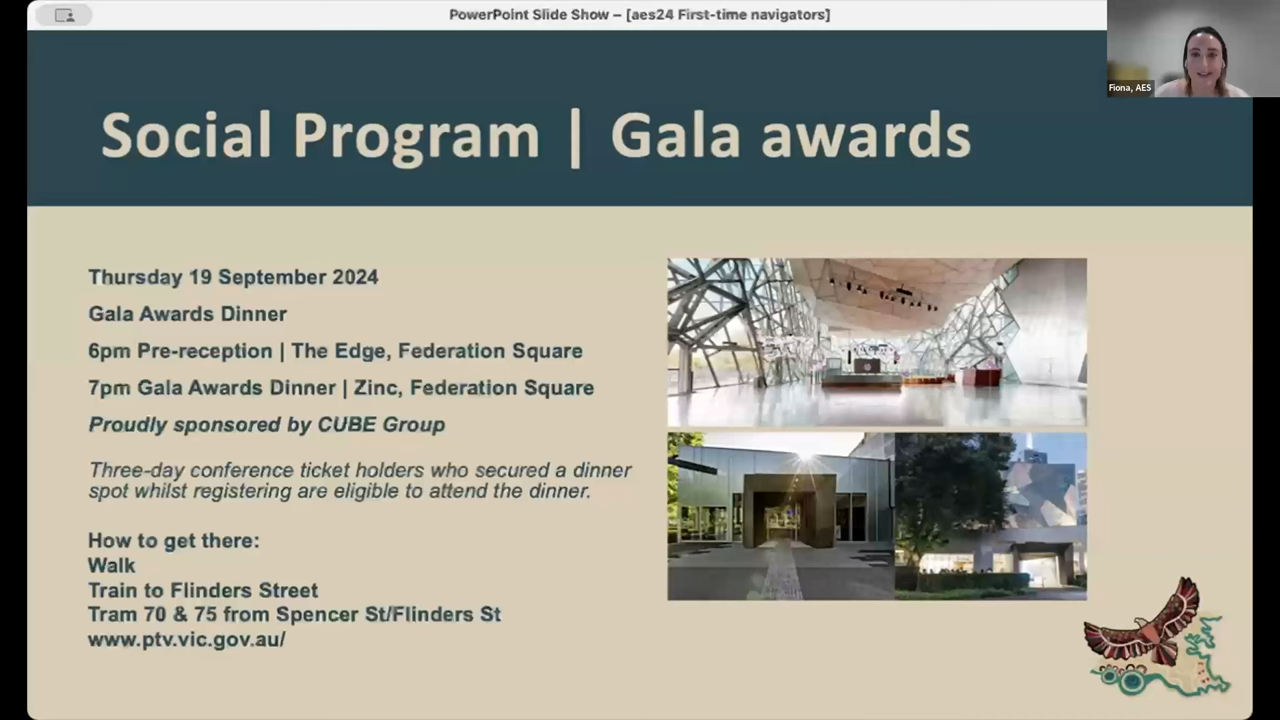 PowerPoint Slide Show – [aes24 First-time navigators]
Fiona, AES
Social Program | Gala awards
Thursday 19 September 2024
Gala Awards Dinner
6pm Pre-reception | The Edge, Federation Square
7pm Gala Awards Dinner | Zinc, Federation Square
Proudly sponsored by CUBE Group
Three-day conference ticket holders who secured a dinner
spot whilst registering are eligible to attend the dinner.
How to get there:
Walk
Train to Flinders Street
Tram 70 & 75 from Spencer St/Flinders St
www.ptv.vic.gov.au/